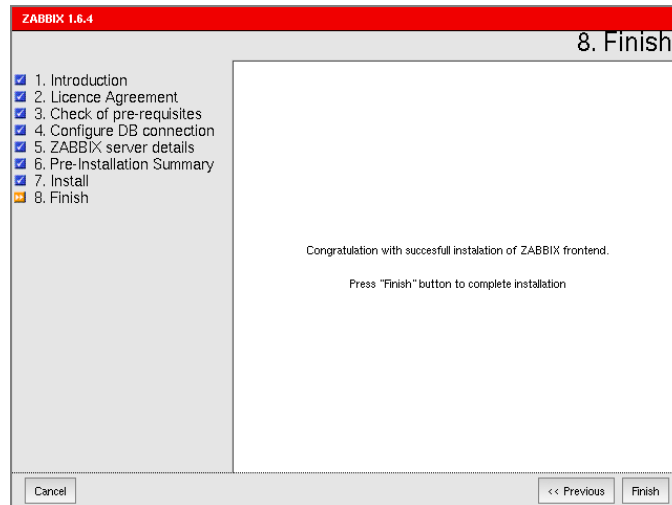 ZABBIX 1.6.4
8. Finish
1. Introduction
2. Licence Agreement
3. Check of pre-requisites
4. Configure DB connection
5. ZABBIX server details
6. Pre-Installation Summary
7. Install
8. Finish
Congratulation with succesfull instalation of ZABBIX frontend.
Press "Finish" button to complete installation
Cancel
<< Previous
Finish